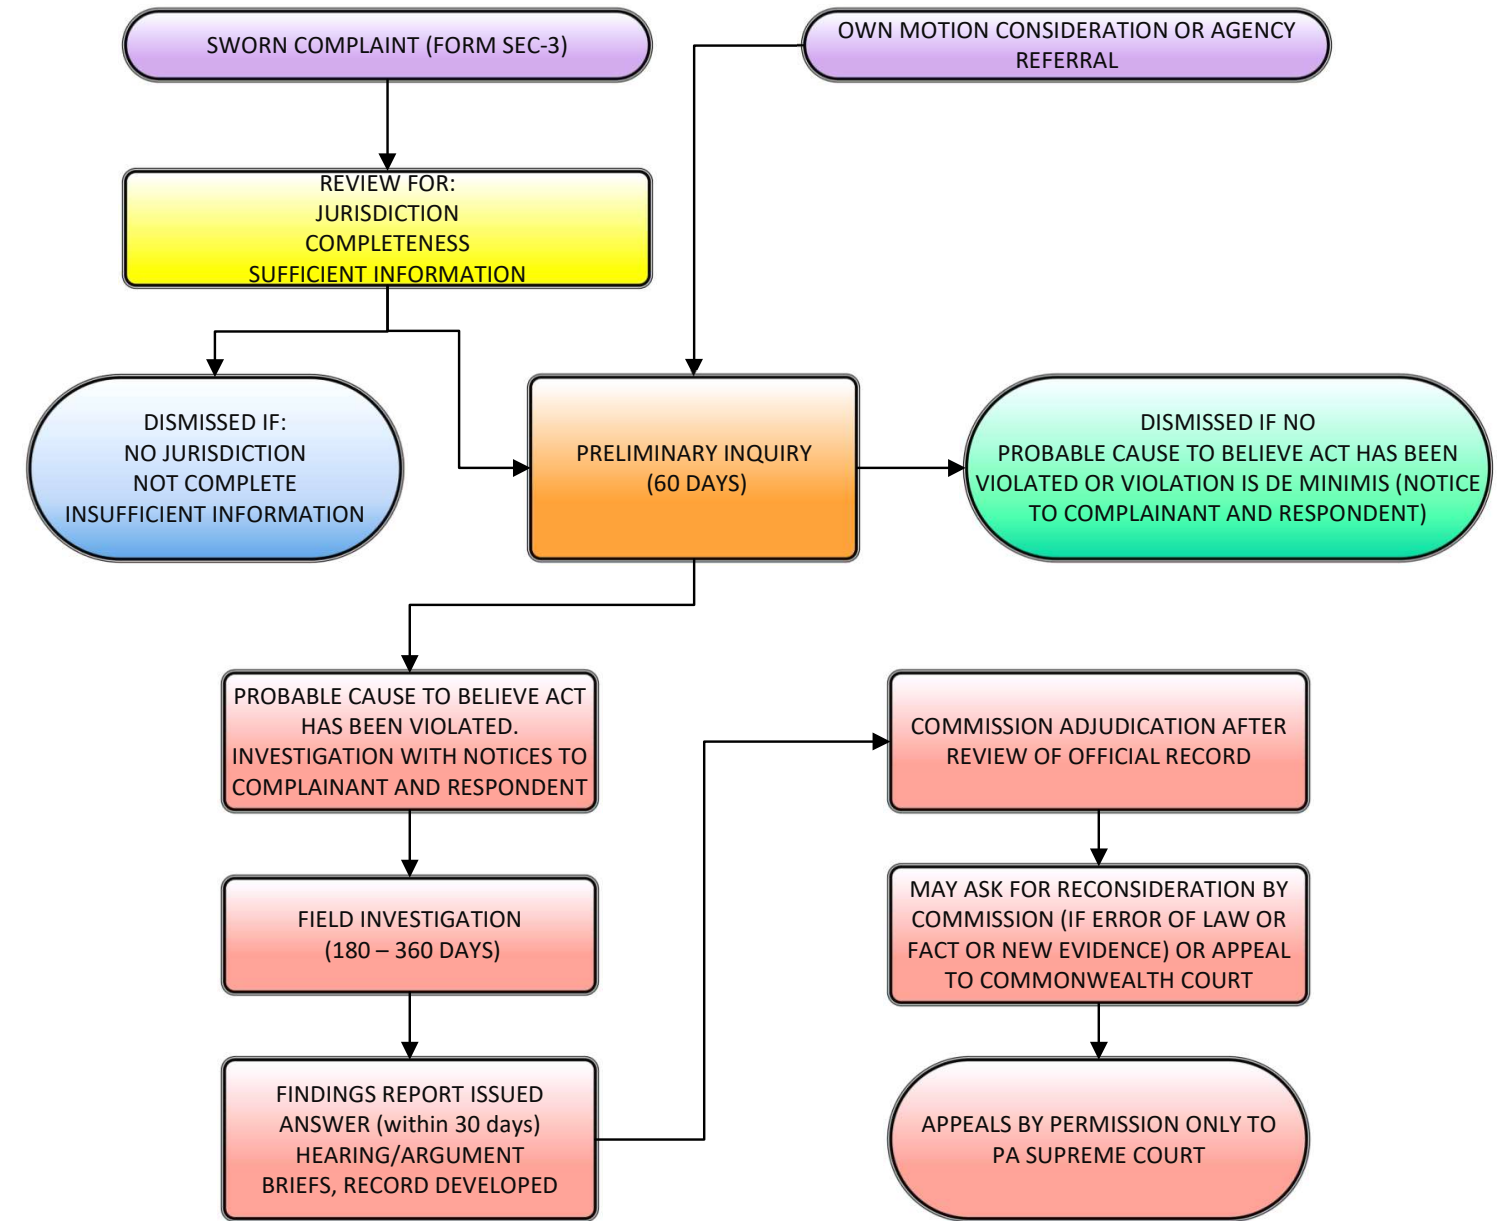 SWORN COMPLAINT (FORM SEC-3)
OWN MOTION CONSIDERATION OR AGENCY
REFERRAL
REVIEW FOR:
JURISDICTION
COMPLETENESS
SUFFICIENT INFORMATION
DISMISSED IF:
NO JURISDICTION
NOT COMPLETE
INSUFFICIENT INFORMATION
PRELIMINARY INQUIRY
(60 DAYS)
DISMISSED IF NO
PROBABLE CAUSE TO BELIEVE ACT HAS BEEN
VIOLATED OR VIOLATION IS DE MINIMIS (NOTICE
TO COMPLAINANT AND RESPONDENT)
PROBABLE CAUSE TO BELIEVE ACT
HAS BEEN VIOLATED.
INVESTIGATION WITH NOTICES TO
COMPLAINANT AND RESPONDENT
FIELD INVESTIGATION
(180 – 360 DAYS)
FINDINGS REPORT ISSUED
ANSWER (within 30 days)
HEARING/ARGUMENT
BRIEFS, RECORD DEVELOPED
COMMISSION ADJUDICATION AFTER
REVIEW OF OFFICIAL RECORD
MAY ASK FOR RECONSIDERATION BY
COMMISSION (IF ERROR OF LAW OR
FACT OR NEW EVIDENCE) OR APPEAL
TO COMMONWEALTH COURT
APPEALS BY PERMISSION ONLY TO
PA SUPREME COURT